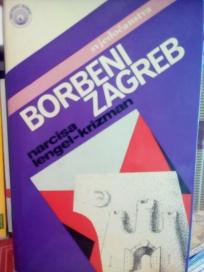 svjedočanstva
BORBENI
ZAGREB
narcisa
lengel-krizman